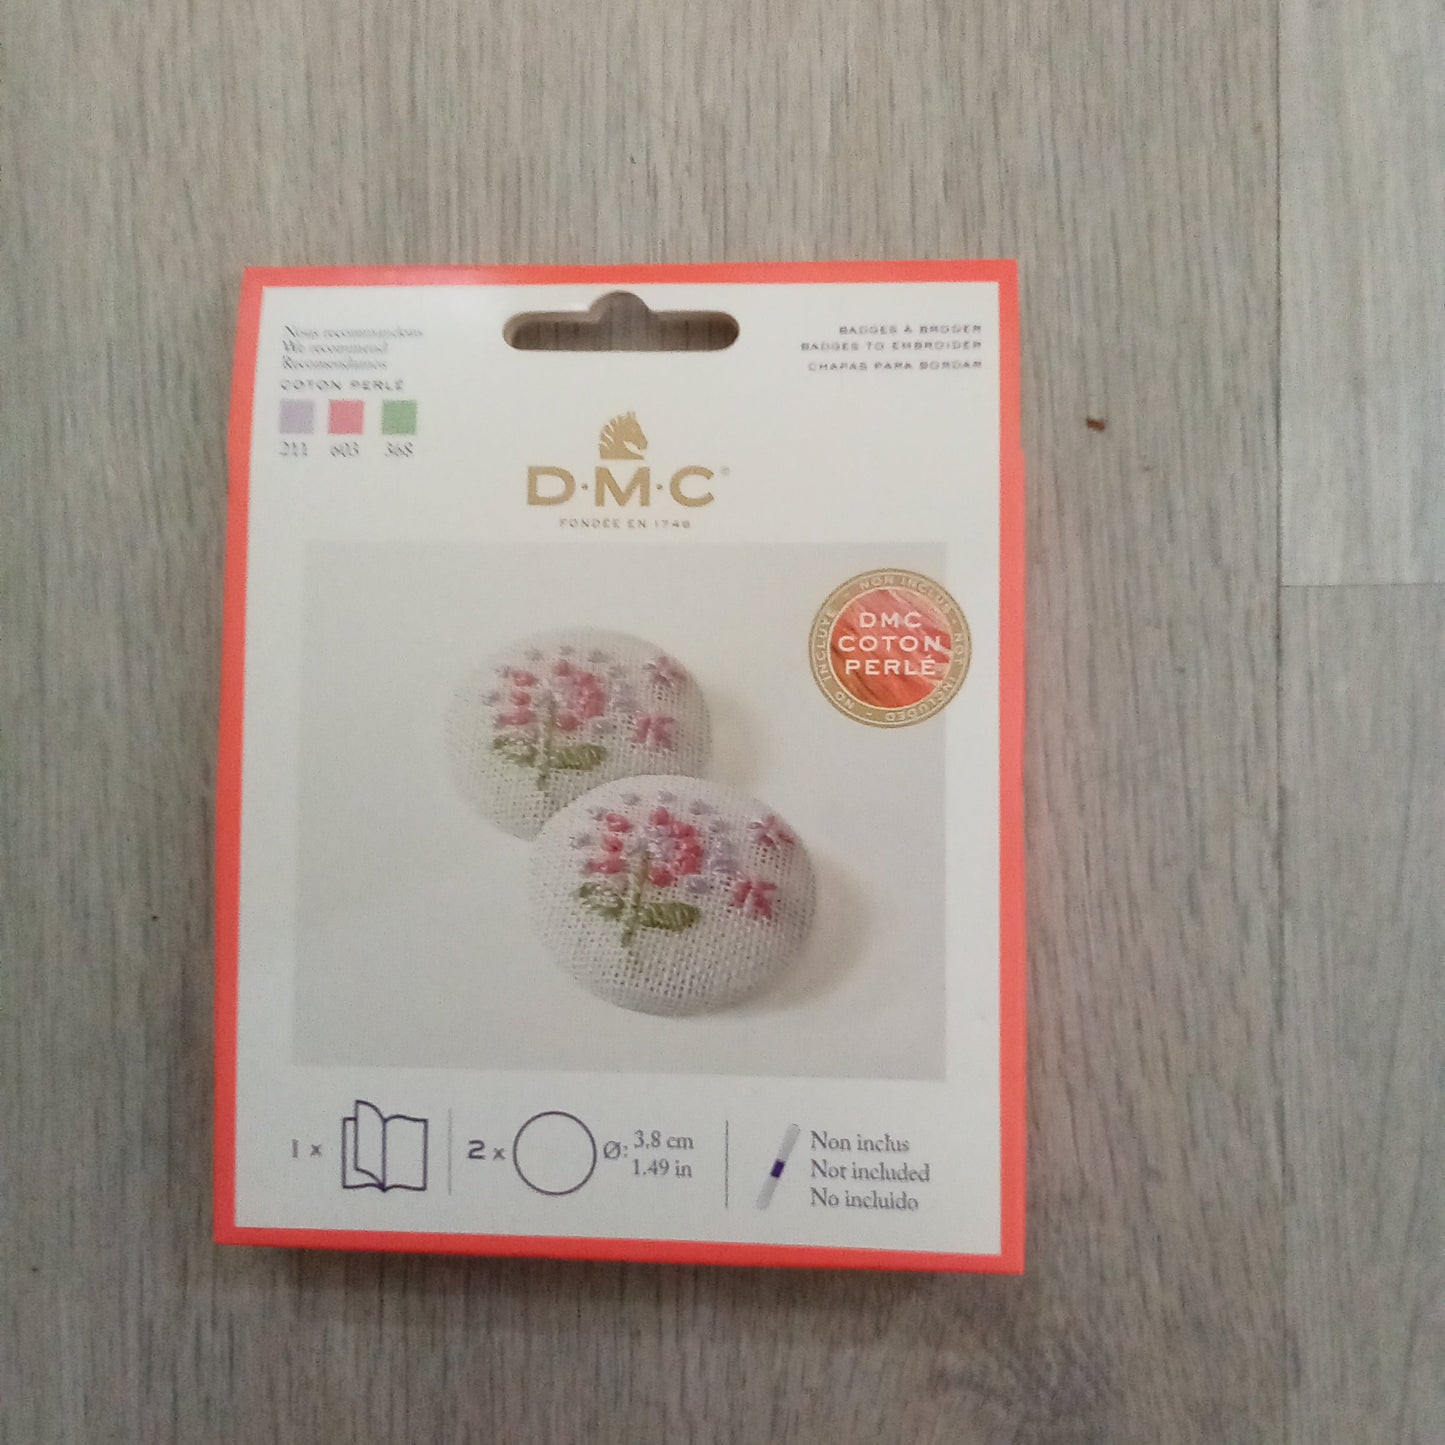 Nous recommandons
We recommend
Recomendamos
COTON PERLÉ
211 603 368
BADGES À BRODER
BADGES TO EMBROIDER
CHAPAS PARA BORDAR
D·M·C®
FONDÉE EN 1746
NON INCLUS - NOT INCLUDED - NO INCLUYE -
DMC
COTON
PERLÉ
1 x
2 x
Ø: 3,8 cm
1.49 in
Non inclus
Not included
No incluido